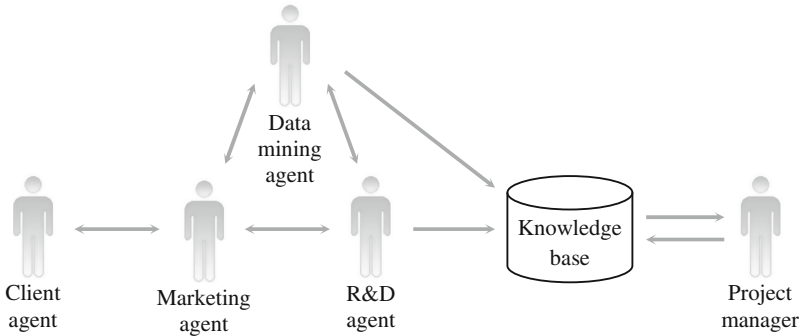 Data
mining
agent
Client
agent
Marketing
agent
R&D
agent
Knowledge
base
Project
manager